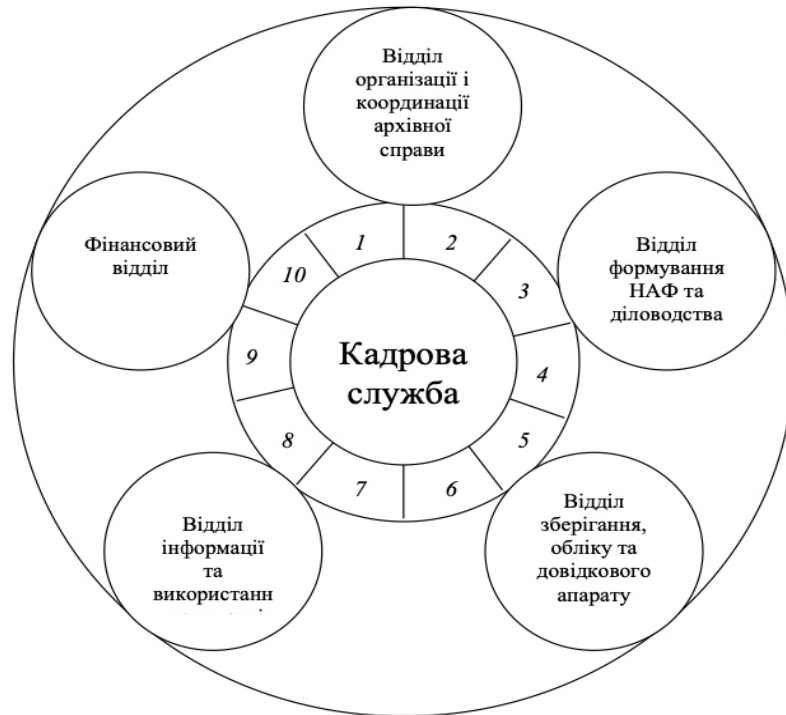 Відділ
організації і
координації
архівної
справи
Фінансовий
відділ
Відділ
формування
НАФ та
діловодства
1
2
3
4
5
6
7
8
9
10
Кадрова
служба
Відділ
інформації
та
використанн
Відділ
зберігання,
обліку та
довідкового
апарату